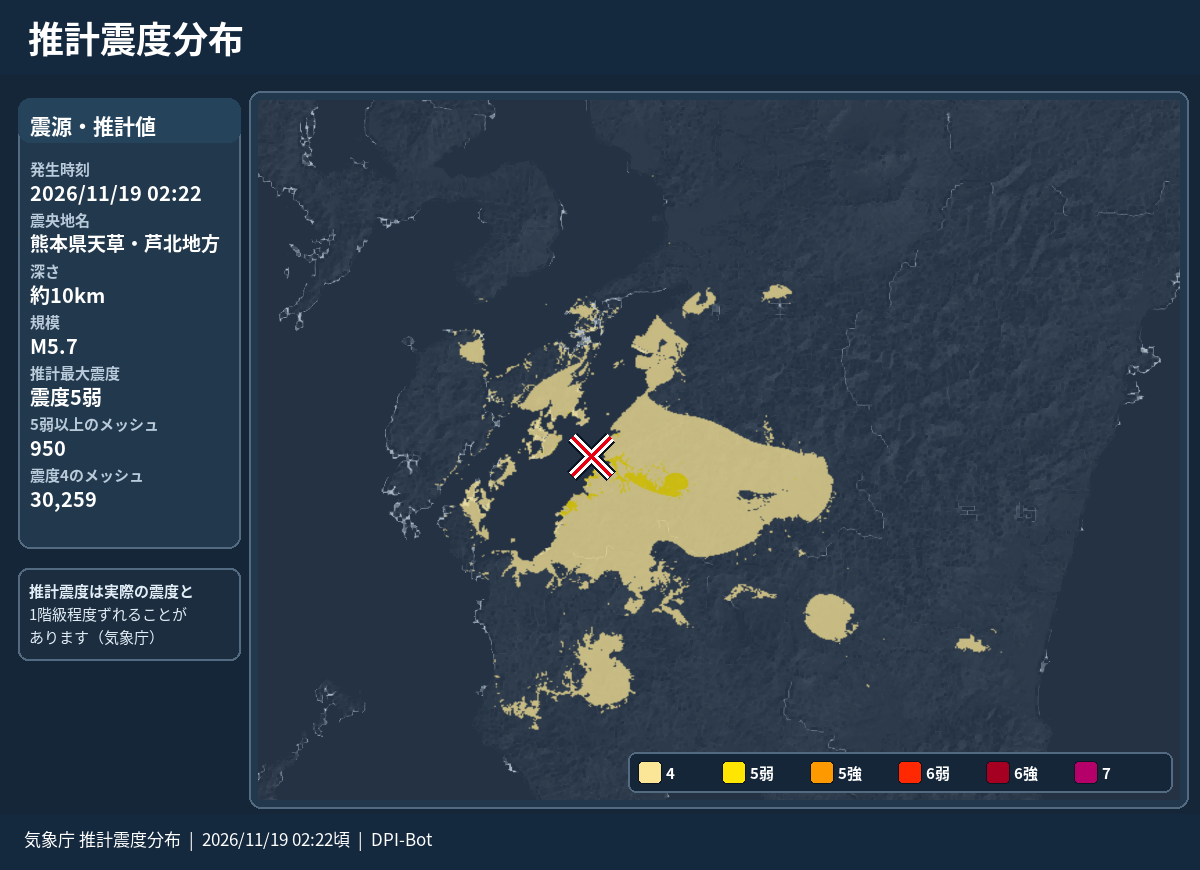 推計震度分布
震源・推計値
発生時刻
2026/11/19 02:22
震央地名
熊本県天草・芦北地方
深さ
約10km
規模
M5.7
推計最大震度
震度5弱
5弱以上のメッシュ
950
震度4のメッシュ
30,259
推計震度は実際の震度と
1階級程度ずれることが
あります（気象庁）
4 5弱 5強 6弱 6強 7
気象庁 推計震度分布 | 2026/11/19 02:22頃 | DPI-Bot